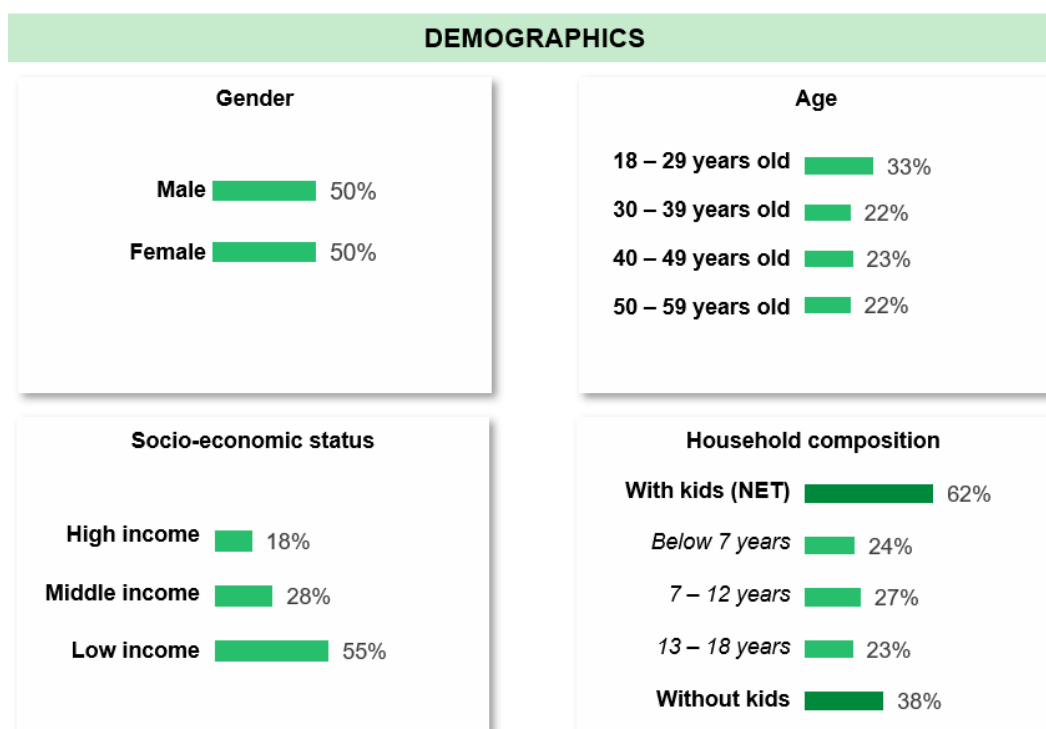 DEMOGRAPHICS
Gender
Male 50%
Female 50%
Age
18 – 29 years old 33%
30 – 39 years old 22%
40 – 49 years old 23%
50 – 59 years old 22%
Socio-economic status
High income 18%
Middle income 28%
Low income 55%
Household composition
With kids (NET) 62%
Below 7 years 24%
7 – 12 years 27%
13 – 18 years 23%
Without kids 38%